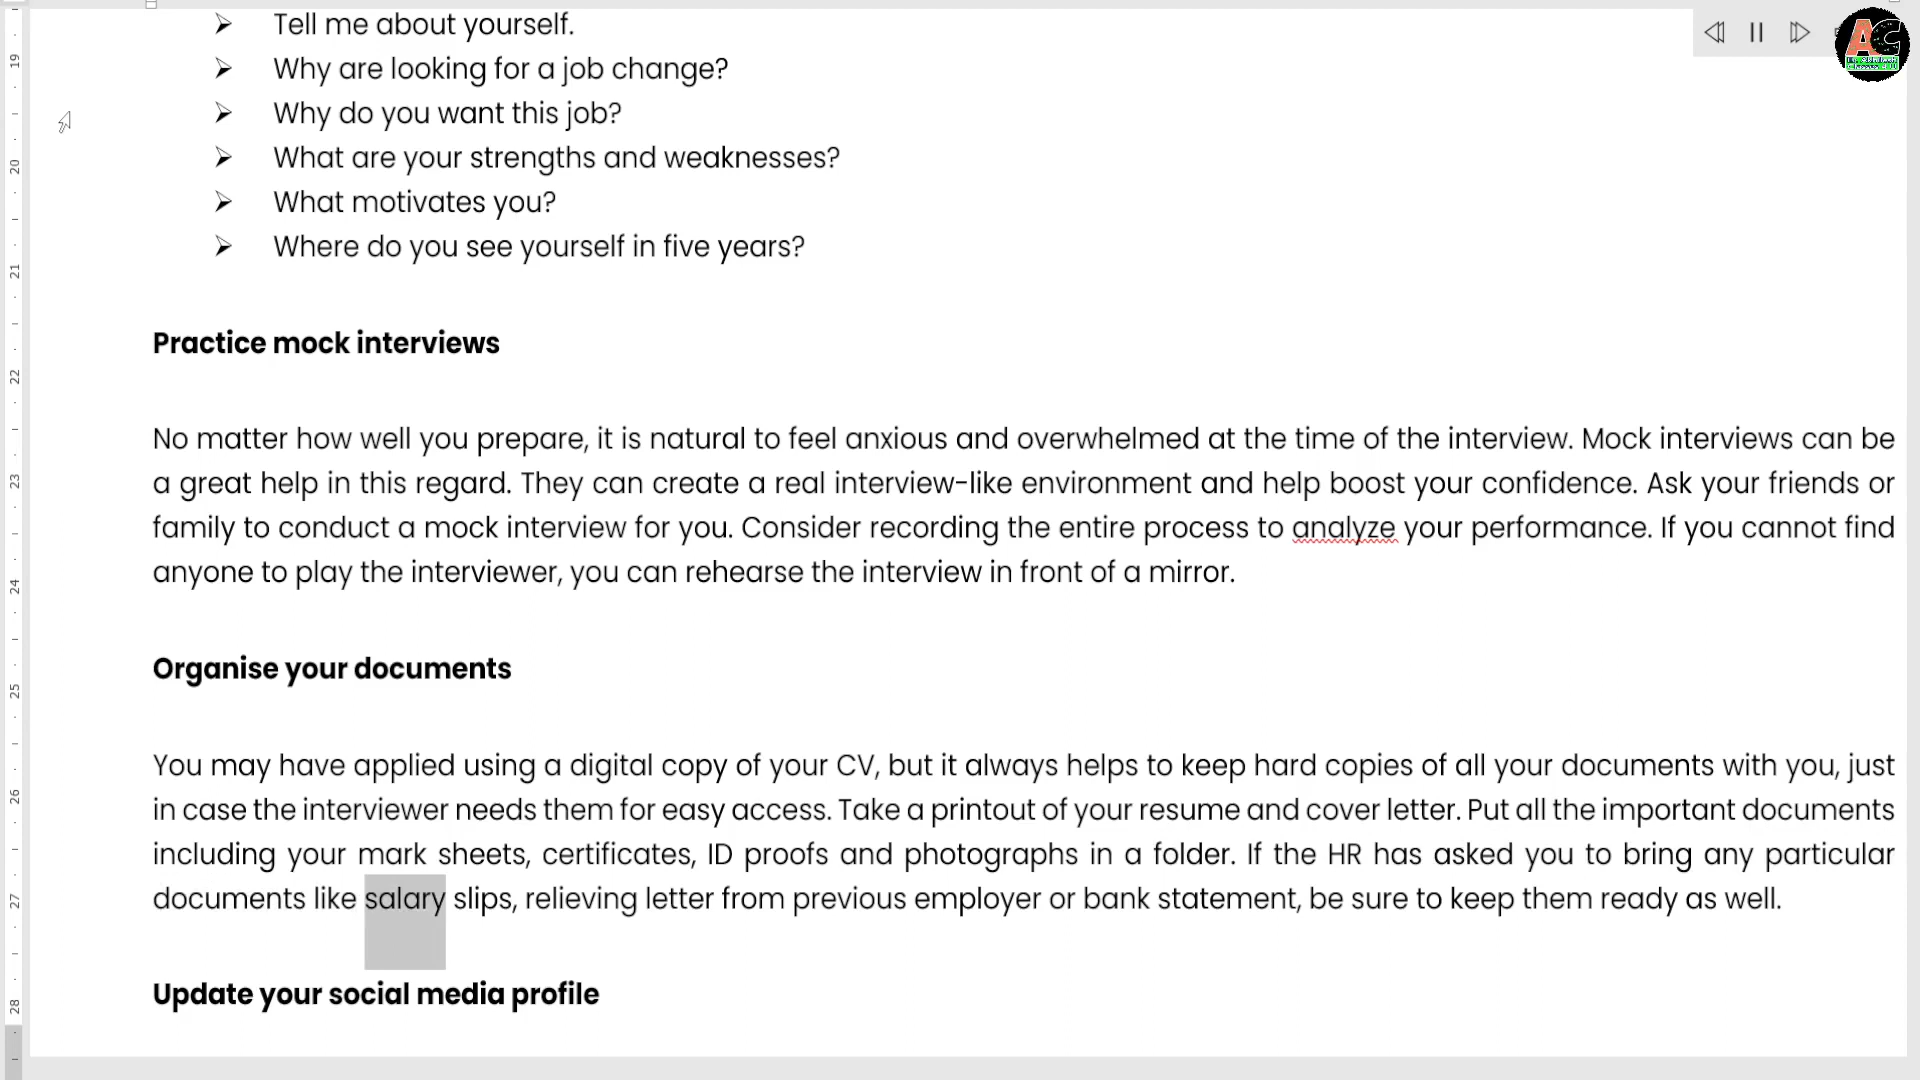 Tell me about yourself.
Why are looking for a job change?
Why do you want this job?
What are your strengths and weaknesses?
What motivates you?
Where do you see yourself in five years?
Practice mock interviews
No matter how well you prepare, it is natural to feel anxious and overwhelmed at the time of the interview. Mock interviews can be
a great help in this regard. They can create a real interview-like environment and help boost your confidence. Ask your friends or
family to conduct a mock interview for you. Consider recording the entire process to analyze your performance. If you cannot find
anyone to play the interviewer, you can rehearse the interview in front of a mirror.
Organise your documents
You may have applied using a digital copy of your CV, but it always helps to keep hard copies of all your documents with you, just
in case the interviewer needs them for easy access. Take a printout of your resume and cover letter. Put all the important documents
including your mark sheets, certificates, ID proofs and photographs in a folder. If the HR has asked you to bring any particular
documents like salary slips, relieving letter from previous employer or bank statement, be sure to keep them ready as well.
Update your social media profile
19
20
21
22
23
24
25
26
27
28
AC